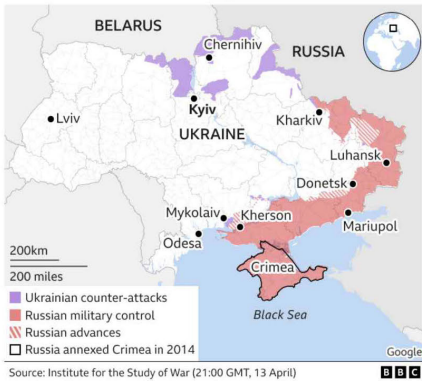 BELARUS
Chernihiv
RUSSIA
Kyiv
Lviv
UKRAINE
Kharkiv
Luhansk
Donetsk
Mykolaiv
Kherson
Odesa
Mariupol
200km
200 miles
Crimea
Black Sea
Ukrainian counter-attacks
Russian military control
Russian advances
Russia annexed Crimea in 2014
Google
Source: Institute for the Study of War (21:00 GMT, 13 April)
BBC